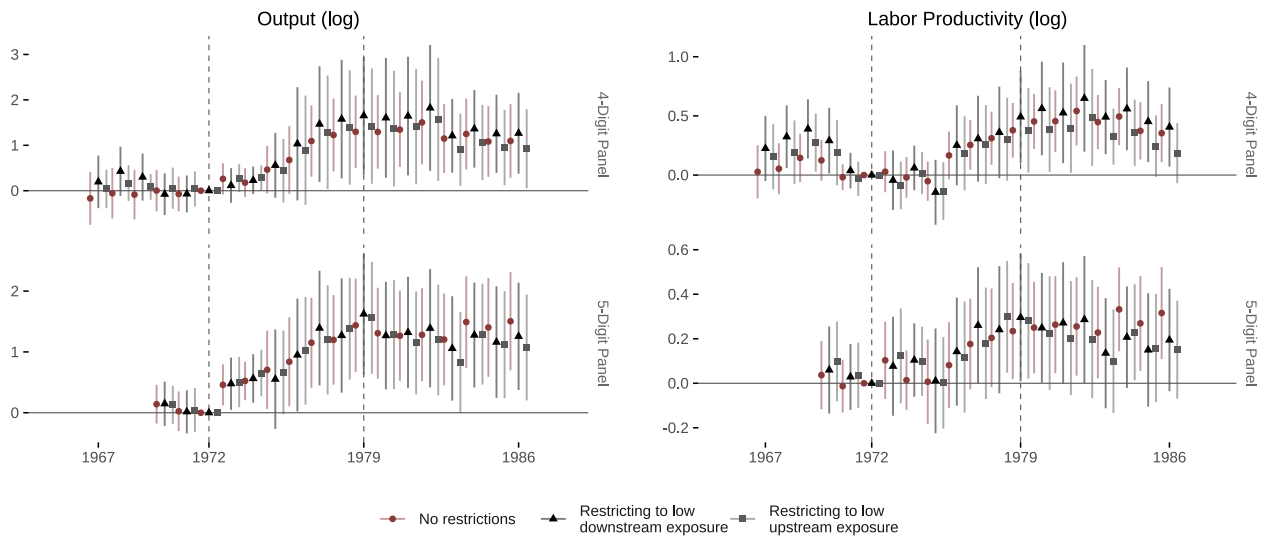 Output (log)
Labor Productivity (log)
3
2
1
0
4-Digit Panel
1.0
0.5
0.0
4-Digit Panel
2
1
0
5-Digit Panel
0.6
0.4
0.2
0.0
-0.2
5-Digit Panel
1967
1972
1979
1986
1967
1972
1979
1986
No restrictions
Restricting to low
downstream exposure
Restricting to low
upstream exposure